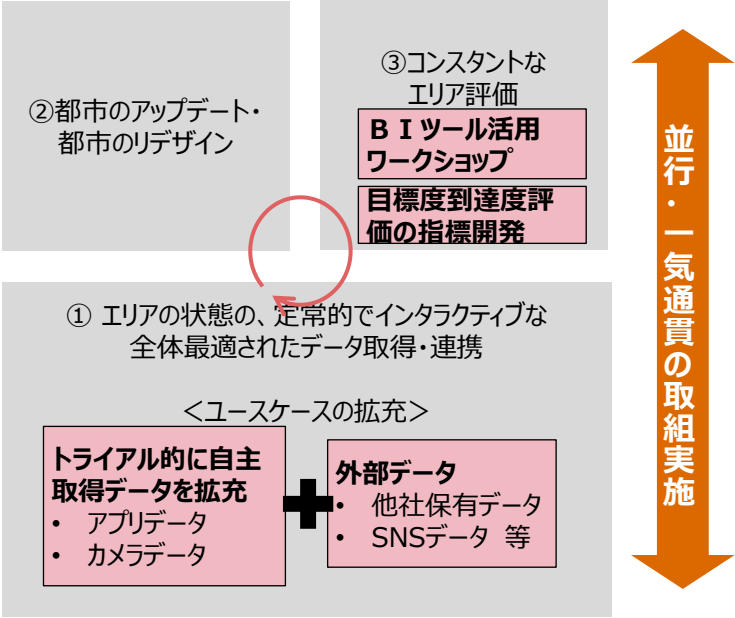 ②都市のアップデート・
都市のリデザイン
③コンスタントな
エリア評価
ＢＩツール活用
ワークショップ
目標度到達度評
価の指標開発
① エリアの状態の、定常的でインタラクティブな
全体最適されたデータ取得・連携
＜ユースケースの拡充＞
トライアル的に自主
取得データを拡充
• アプリデータ
• カメラデータ
外部データ
• 他社保有データ
• SNSデータ 等
並行・一気通貫の取組実施